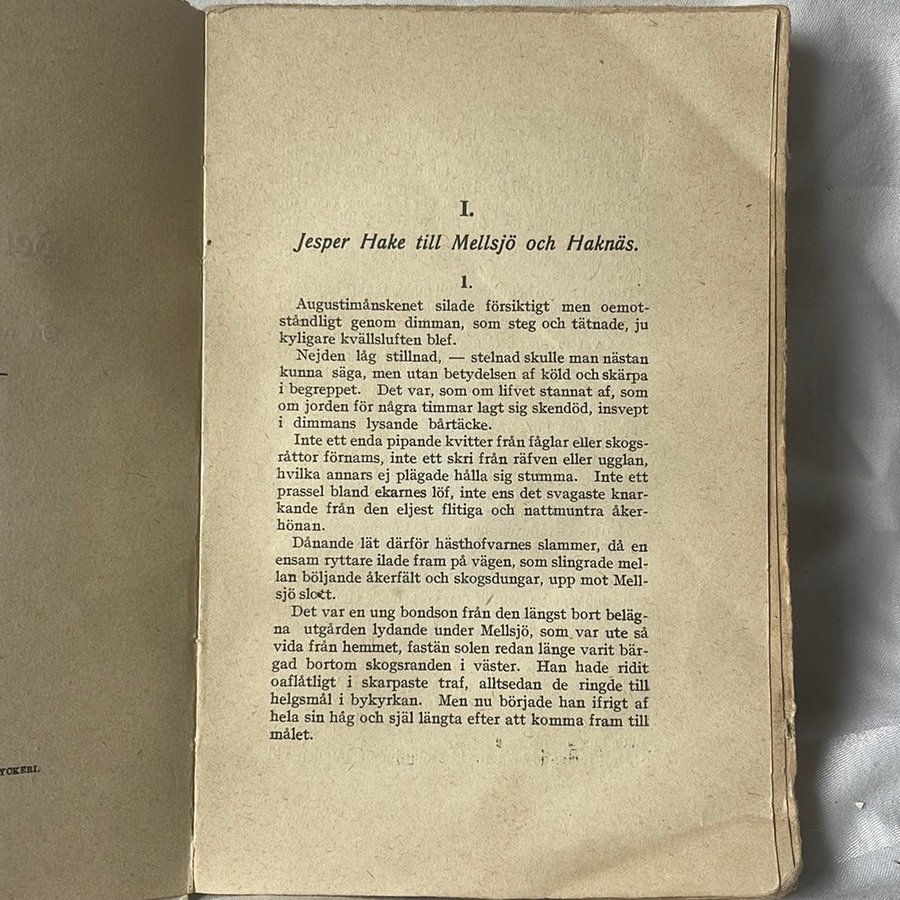 I.
Jesper Hake till Mellsjö och Haknäs.
1.
Augustimånskenet silade försiktigt men oemot-
ståndligt genom dimman, som steg och tätnade, ju
kyligare kvällsluften blef.
Nejden låg stillnad, — stelnad skulle man nästan
kunna säga, men utan betydelsen af köld och skärpa
i begreppet. Det var, som om lifvet stannat af, som
om jorden för några timmar lagt sig skendöd, insvept
i dimmans lysande bårtäcke.
Inte ett enda pipande kvitter från fåglar eller skogs-
råttor förnams, inte ett skri från räfven eller ugglan,
hvilka annars ej plägade hålla sig stumma. Inte ett
prassel bland ekarnes löf, inte ens det svagaste knar-
kande från den eljest flitiga och nattmuntra åker-
hönan.
Dånande lät därför hästhofvarnes slammer, då en
ensam ryttare ilade fram på vägen, som slingrade mel-
lan böljande åkerfält och skogsdungar, upp mot Mell-
sjö slott.
Det var en ung bondson från den längst bort beläg-
na utgården lydande under Mellsjö, som var ute så
vida från hemmet, fastän solen redan länge varit bär-
gad bortom skogsranden i väster. Han hade ridit
oaflåtligt i skarpaste traf, alltsedan de ringde till
helgsmål i bykyrkan. Men nu började han ifrigt af
hela sin håg och själ längta efter att komma fram till
målet.
YCKERI.